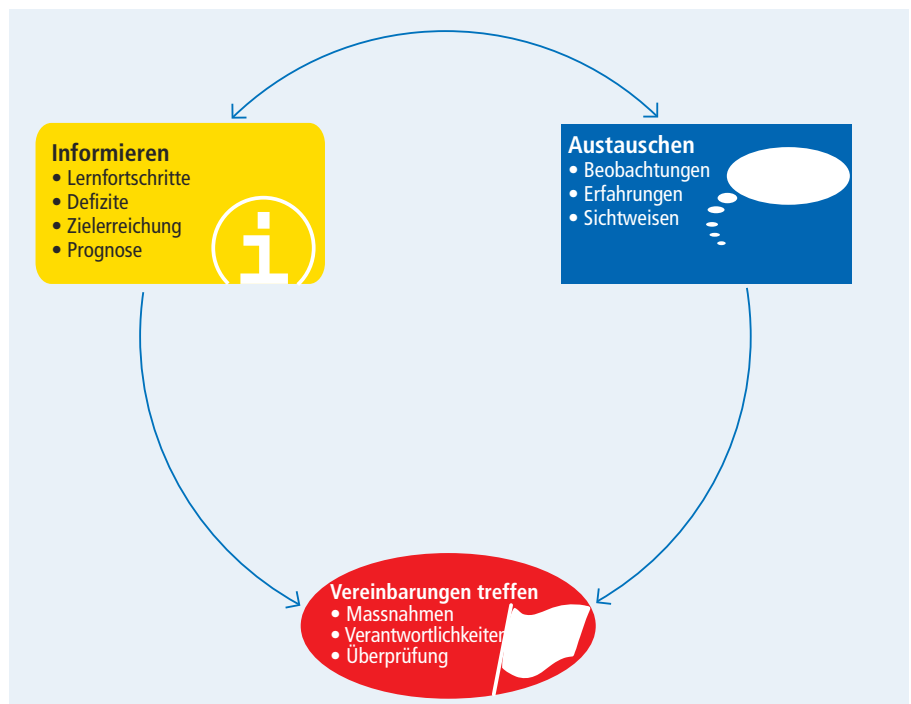 Informieren
• Lernfortschritte
• Defizite
• Zielerreichung
• Prognose
Austauschen
• Beobachtungen
• Erfahrungen
• Sichtweisen
Vereinbarungen treffen
• Massnahmen
• Verantwortlichkeiten
• Überprüfung